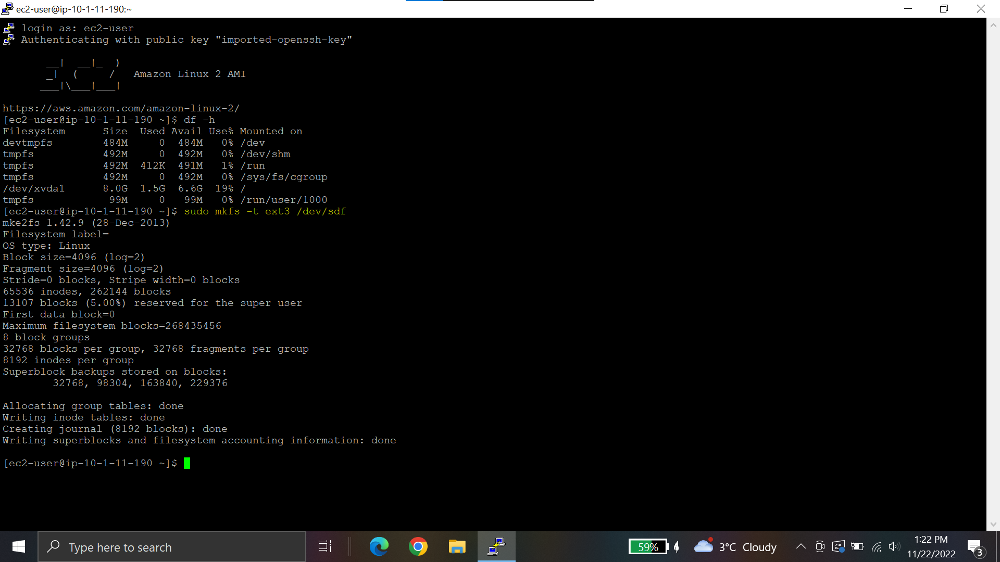 ec2-user@ip-10-1-11-190:~
login as: ec2-user
Authenticating with public key "imported-openssh-key"
       __|  __|_  )
       _|  (     /   Amazon Linux 2 AMI
      ___|\___|___|
https://aws.amazon.com/amazon-linux-2/
[ec2-user@ip-10-1-11-190 ~]$ df -h
Filesystem      Size  Used Avail Use% Mounted on
devtmpfs        484M     0  484M   0% /dev
tmpfs           492M     0  492M   0% /dev/shm
tmpfs           492M  412K  491M   1% /run
tmpfs           492M     0  492M   0% /sys/fs/cgroup
/dev/xvda1      8.0G  1.5G  6.6G  19% /
tmpfs            99M     0   99M   0% /run/user/1000
[ec2-user@ip-10-1-11-190 ~]$ sudo mkfs -t ext3 /dev/sdf
mke2fs 1.42.9 (28-Dec-2013)
Filesystem label=
OS type: Linux
Block size=4096 (log=2)
Fragment size=4096 (log=2)
Stride=0 blocks, Stripe width=0 blocks
65536 inodes, 262144 blocks
13107 blocks (5.00%) reserved for the super user
First data block=0
Maximum filesystem blocks=268435456
8 block groups
32768 blocks per group, 32768 fragments per group
8192 inodes per group
Superblock backups stored on blocks:
        32768, 98304, 163840, 229376
Allocating group tables: done
Writing inode tables: done
Creating journal (8192 blocks): done
Writing superblocks and filesystem accounting information: done
[ec2-user@ip-10-1-11-190 ~]$
Type here to search
59%
3°C Cloudy
1:22 PM
11/22/2022
3